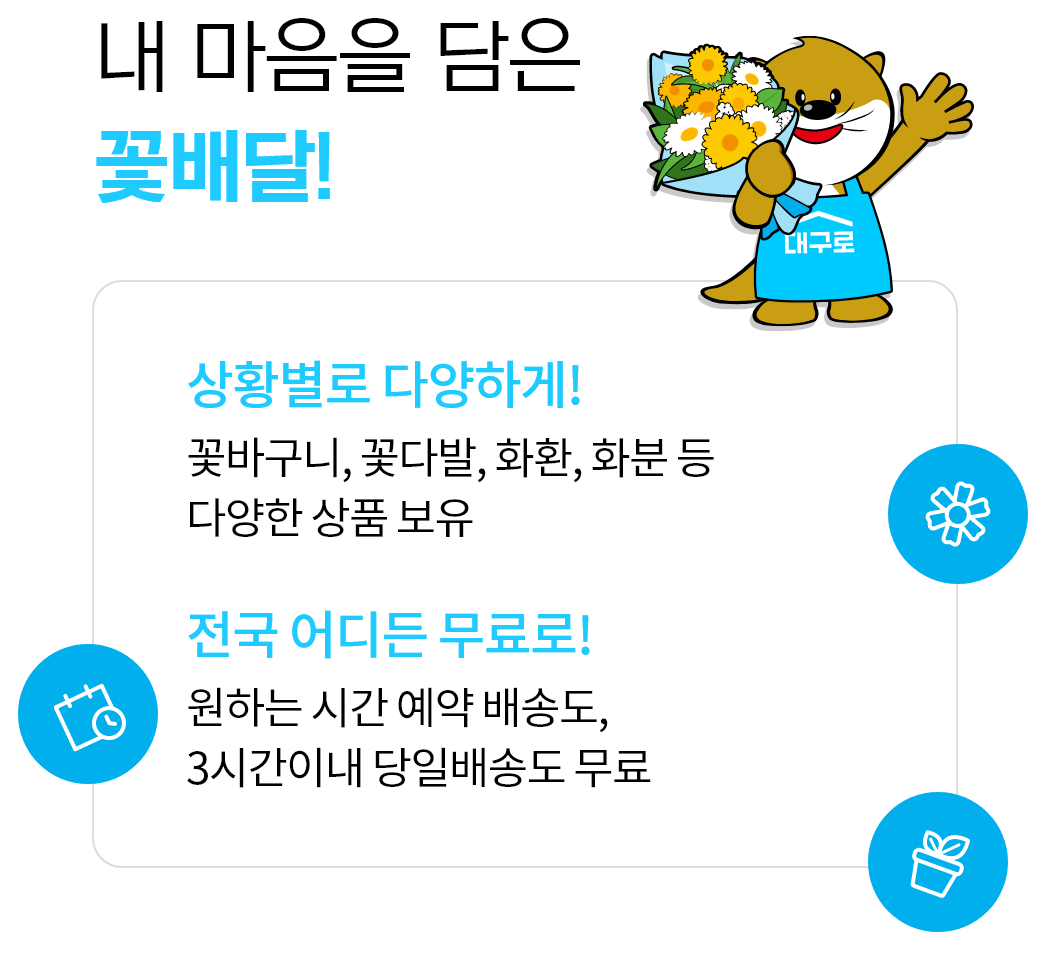 내 마음을 담은
꽃배달!
대구로
상황별로 다양하게!
꽃바구니, 꽃다발, 화환, 화분 등
다양한 상품 보유
전국 어디든 무료로!
원하는 시간 예약 배송도,
3시간이내 당일배송도 무료